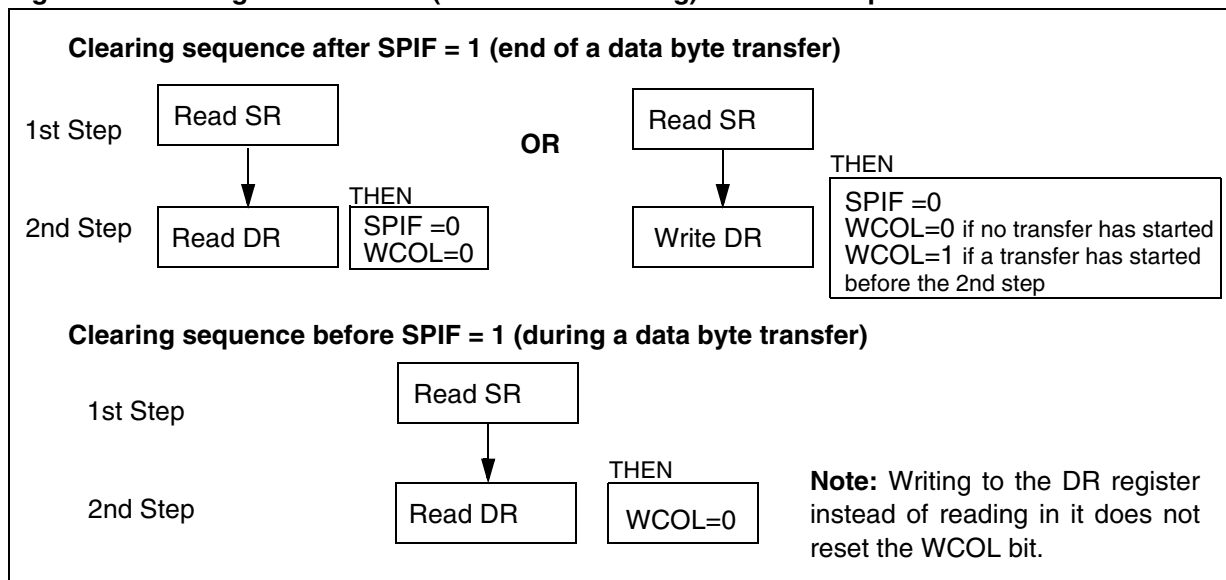 Clearing sequence after SPIF = 1 (end of a data byte transfer)
1st Step
Read SR
OR
Read SR
THEN
2nd Step
Read DR
THEN
SPIF =0
WCOL=0
Write DR
SPIF =0
WCOL=0 if no transfer has started
WCOL=1 if a transfer has started
before the 2nd step
Clearing sequence before SPIF = 1 (during a data byte transfer)
1st Step
Read SR
2nd Step
Read DR
THEN
WCOL=0
Note: Writing to the DR register
instead of reading in it does not
reset the WCOL bit.